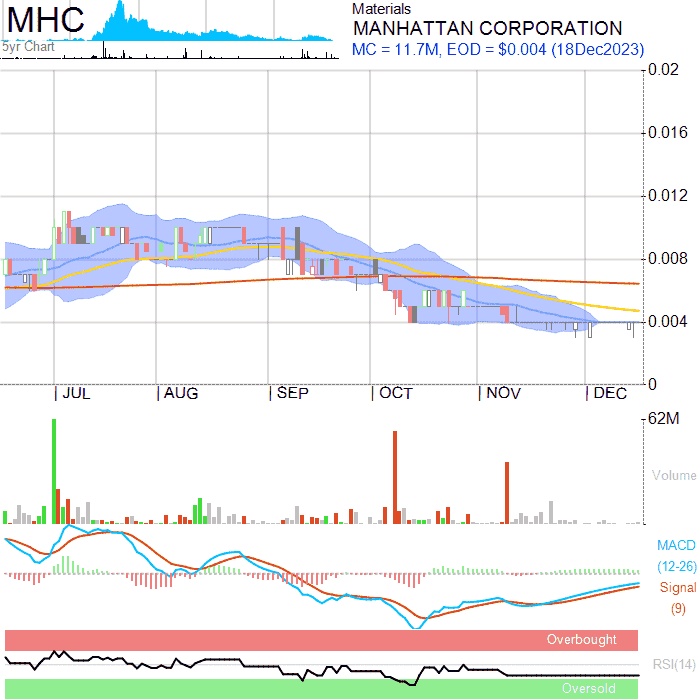 MHC
5yr Chart
Materials
MANHATTAN CORPORATION
MC = 11.7M, EOD = $0.004 (18Dec2023)
0.02
0.016
0.012
0.008
0.004
0
JUL AUG SEP OCT NOV DEC
62M
Volume
MACD
(12-26)
Signal
(9)
Overbought
RSI(14)
Oversold